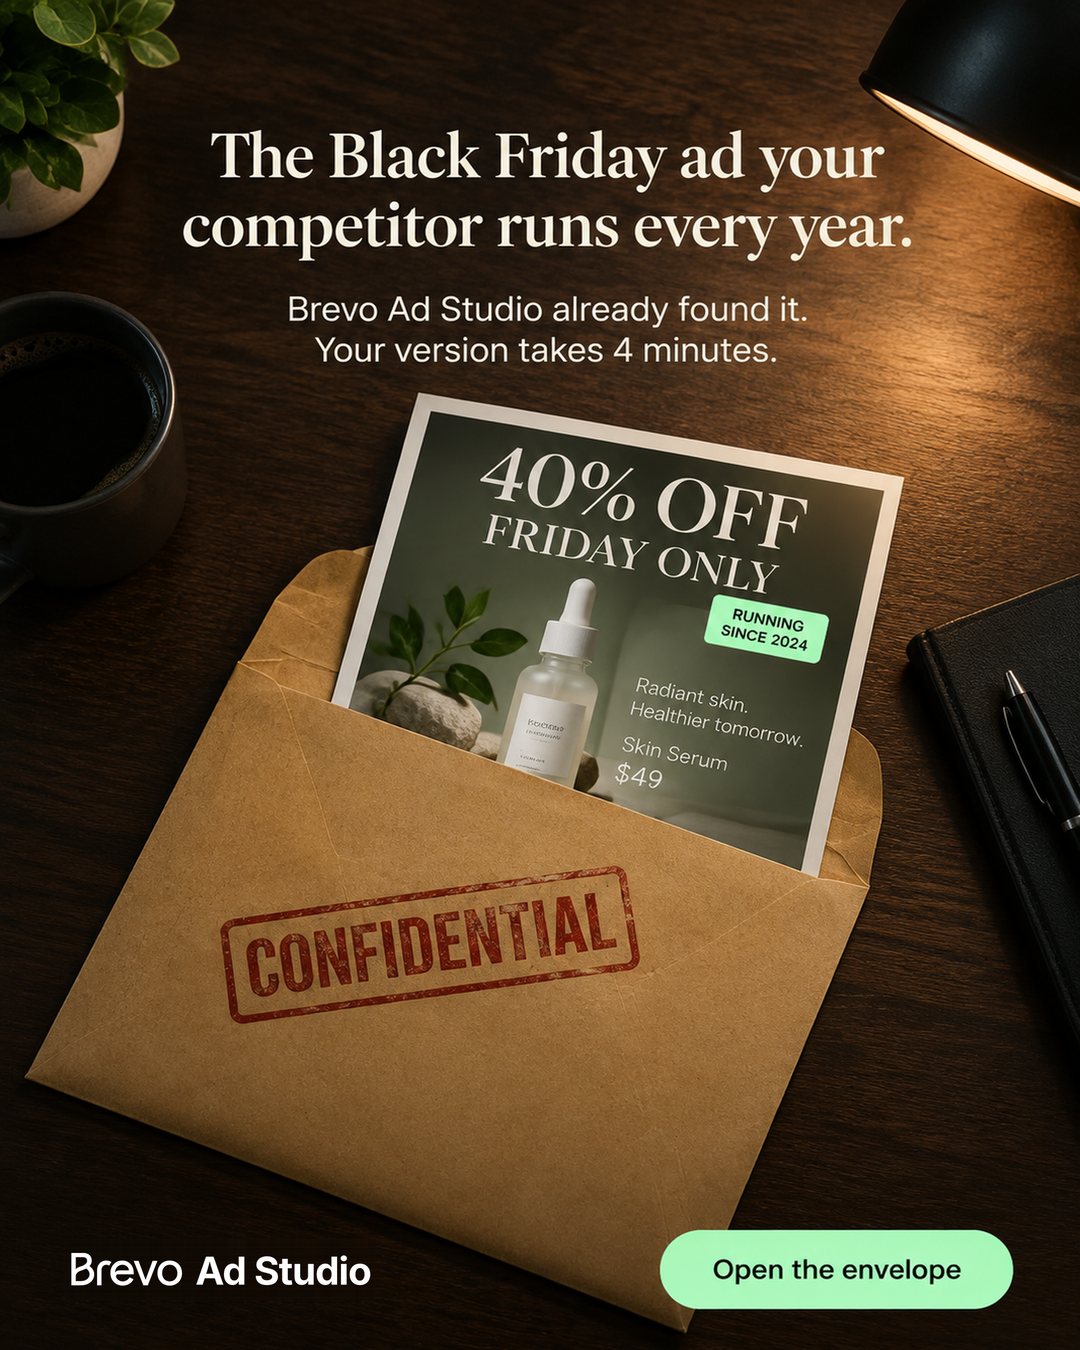 The Black Friday ad your
competitor runs every year.
Brevo Ad Studio already found it.
Your version takes 4 minutes.
40% OFF
FRIDAY ONLY
RUNNING
SINCE 2024
Radiant skin.
Healthier tomorrow.
Skin Serum
$49
CONFIDENTIAL
Brevo Ad Studio
Open the envelope